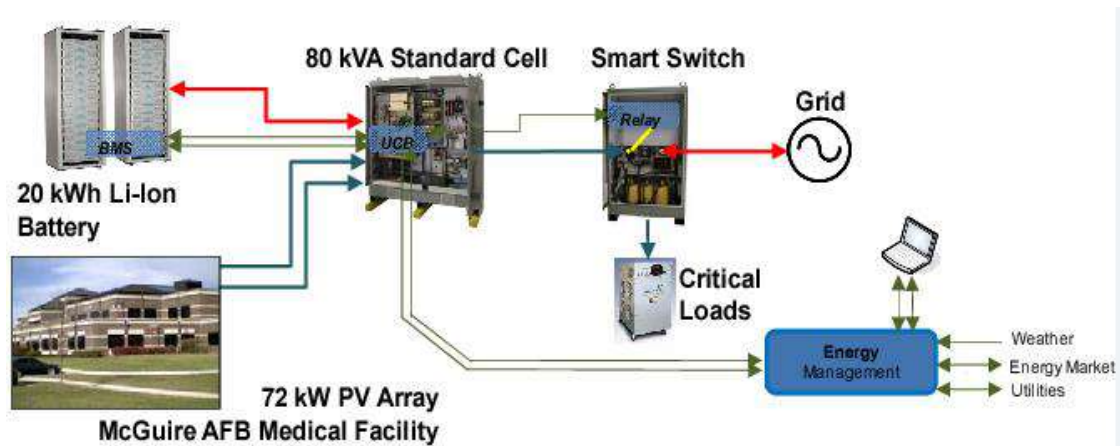 80 kVA Standard Cell
Smart Switch
Grid
BMS
UCB
Relay
20 kWh Li-Ion
Battery
Critical
Loads
Energy
Management
Weather
Energy Market
Utilities
72 kW PV Array
McGuire AFB Medical Facility